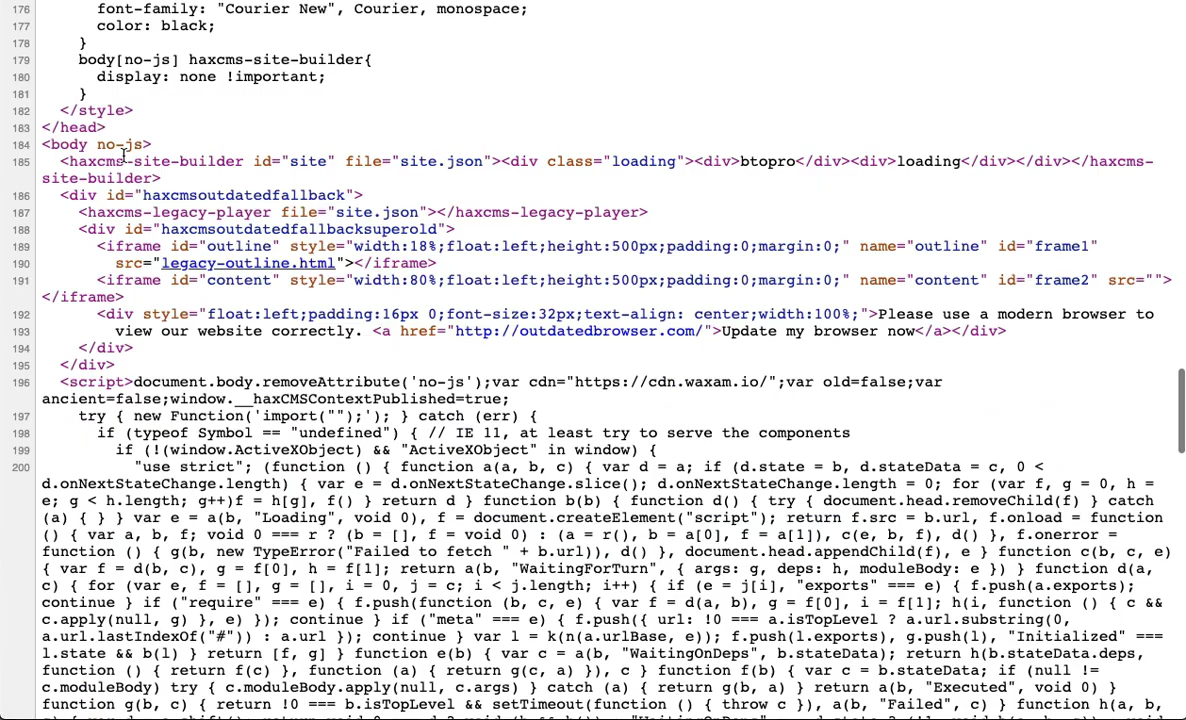 176 font-family: "Courier New", Courier, monospace;
177 color: black;
178 }
179 body[no-js] haxcms-site-builder{
180 display: none !important;
181 }
182 </style>
183 </head>
184 <body no-js>
185 <haxcms-site-builder id="site" file="site.json"><div class="loading"><div>btopro</div><div>loading</div></div></haxcms-
site-builder>
186 <div id="haxcmsoutdatedfallback">
187 <haxcms-legacy-player file="site.json"></haxcms-legacy-player>
188 <div id="haxcmsoutdatedfallbacksuperold">
189 <iframe id="outline" style="width:18%;float:left;height:500px;padding:0;margin:0;" name="outline" id="frame1"
190 src="legacy-outline.html"></iframe>
191 <iframe id="content" style="width:80%;float:left;height:500px;padding:0;margin:0;" name="content" id="frame2" src="">
</iframe>
192 <div style="float:left;padding:16px 0;font-size:32px;text-align: center;width:100%;">Please use a modern browser to
193 view our website correctly. <a href="http://outdatedbrowser.com/">Update my browser now</a></div>
194 </div>
195 </div>
196 <script>document.body.removeAttribute('no-js');var cdn="https://cdn.waxam.io/";var old=false;var
ancient=false;window.__haxCMSContextPublished=true;
197 try { new Function('import("");'); } catch (err) {
198 if (typeof Symbol == "undefined") { // IE 11, at least try to serve the components
199 if (!(window.ActiveXObject) && "ActiveXObject" in window) {
200 "use strict"; (function () { function a(a, b, c) { var d = a; if (d.state = b, d.stateData = c, 0 <
d.onNextStateChange.length) { var e = d.onNextStateChange.slice(); d.onNextStateChange.length = 0; for (var f, g = 0, h =
e; g < h.length; g++)f = h[g], f() } return d } function b(b) { function d() { try { document.head.removeChild(f) } catch
(a) { } } var e = a(b, "Loading", void 0), f = document.createElement("script"); return f.src = b.url, f.onload = function
() { var a, b, f; void 0 === r ? (b = [], f = void 0) : (a = r(), b = a[0], f = a[1]), c(e, b, f), d() }, f.onerror =
function () { g(b, new TypeError("Failed to fetch " + b.url)), d() }, document.head.appendChild(f), e } function c(b, c, e)
{ var f = d(b, c), g = f[0], h = f[1]; return a(b, "WaitingForTurn", { args: g, deps: h, moduleBody: e }) } function d(a,
c) { for (var e, f = [], g = [], i = 0, j = c; i < j.length; i++) { if (e = j[i], "exports" === e) { f.push(a.exports);
continue } if ("require" === e) { f.push(function (b, c, e) { var f = d(a, b), g = f[0], i = f[1]; h(i, function () { c &&
c.apply(null, g) }, e) }); continue } if ("meta" === e) { f.push({ url: !0 === a.isTopLevel ? a.url.substring(0,
a.url.lastIndexOf("#")) : a.url }); continue } var l = k(n(a.urlBase, e)); f.push(l.exports), g.push(l), "Initialized" ===
l.state && b(l) } return [f, g] } function e(b) { var c = a(b, "WaitingOnDeps", b.stateData); return h(b.stateData.deps,
function () { return f(c) }, function (a) { return g(c, a) }), c } function f(b) { var c = b.stateData; if (null !=
c.moduleBody) try { c.moduleBody.apply(null, c.args) } catch (a) { return g(b, a) } return a(b, "Executed", void 0) }
function g(b, c) { return !0 === b.isTopLevel && setTimeout(function () { throw c }), a(b, "Failed", c) } function h(a, b,